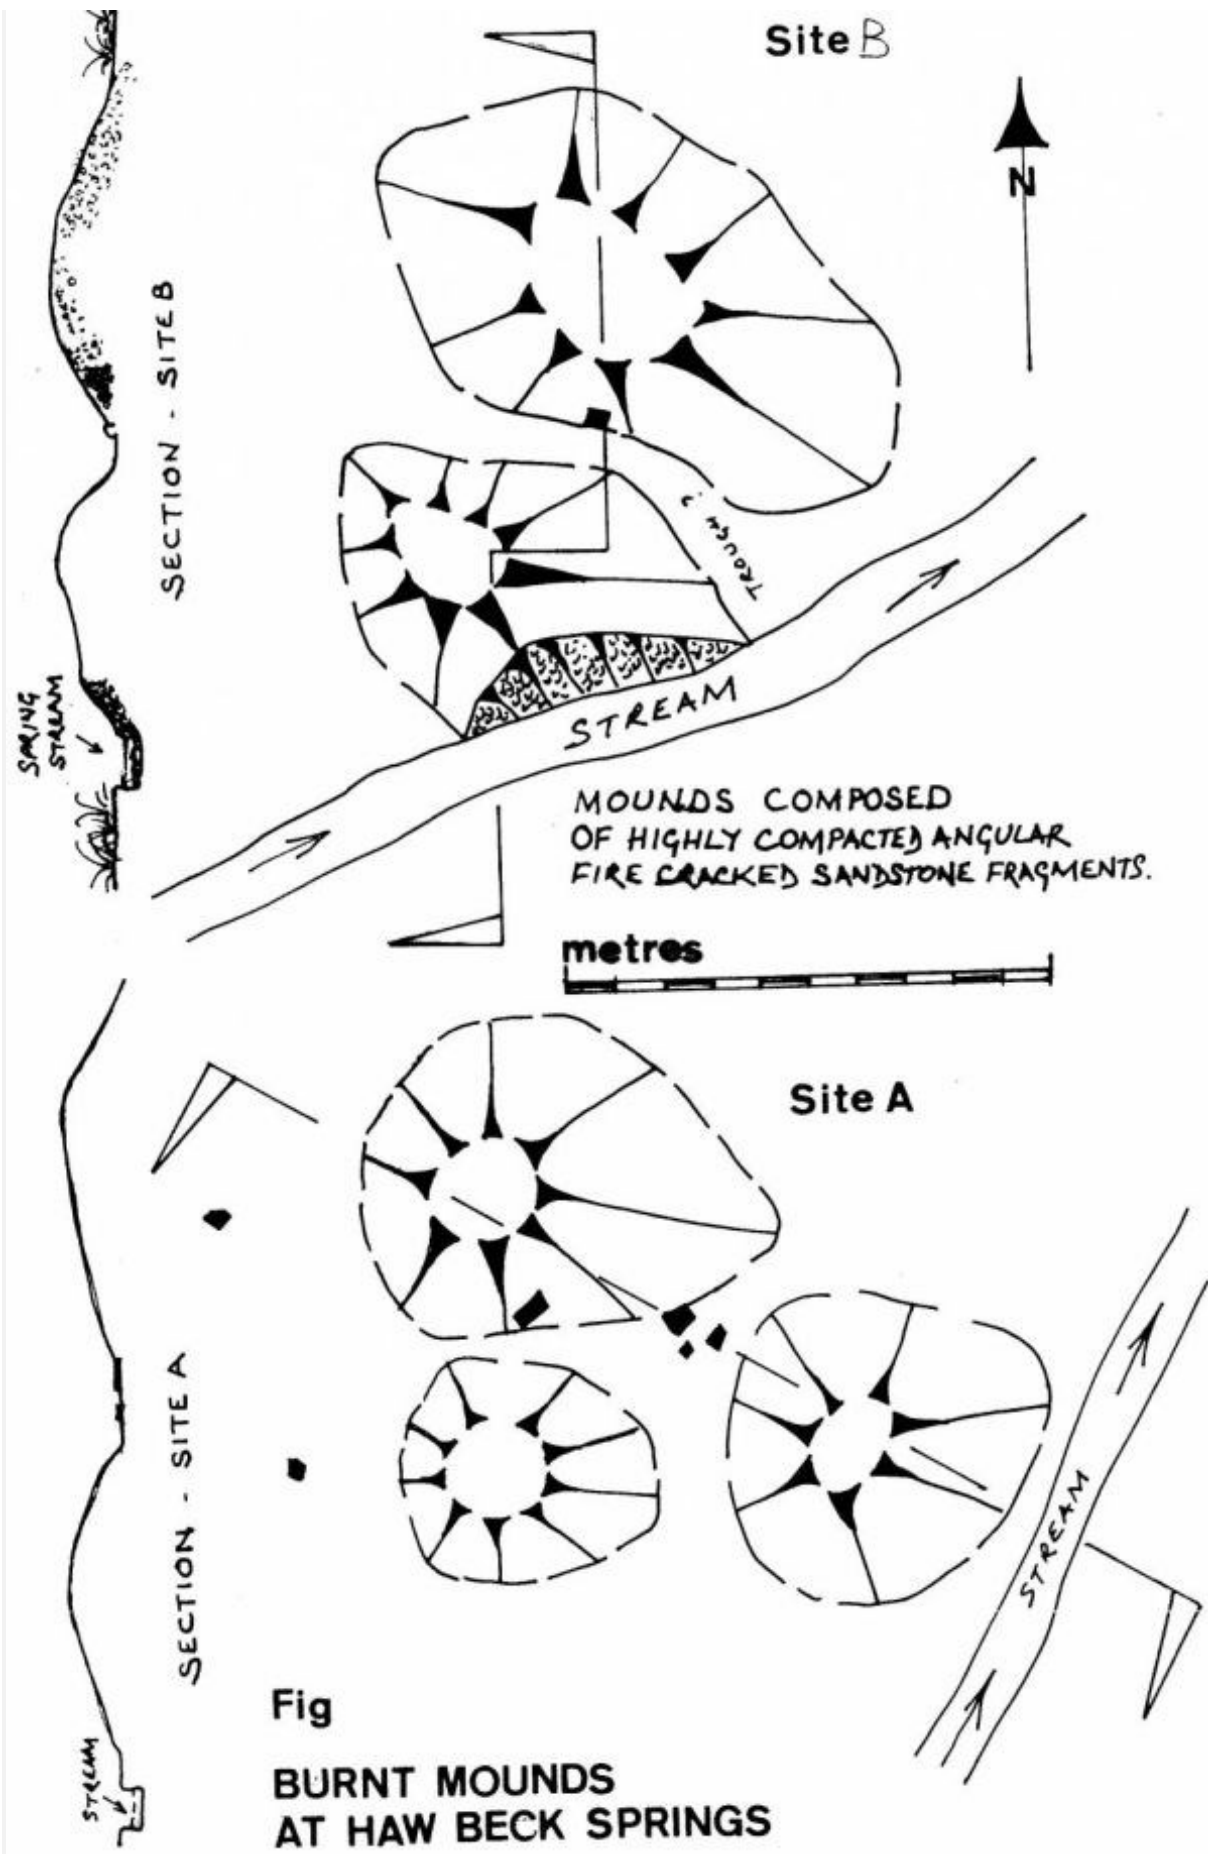 Site B
N
SECTION - SITE B
TROUGH ?
SPRING
STREAM
STREAM
MOUNDS COMPOSED
OF HIGHLY COMPACTED ANGULAR
FIRE CRACKED SANDSTONE FRAGMENTS.
metres
Site A
SECTION - SITE A
STREAM
STREAM
Fig
BURNT MOUNDS
AT HAW BECK SPRINGS